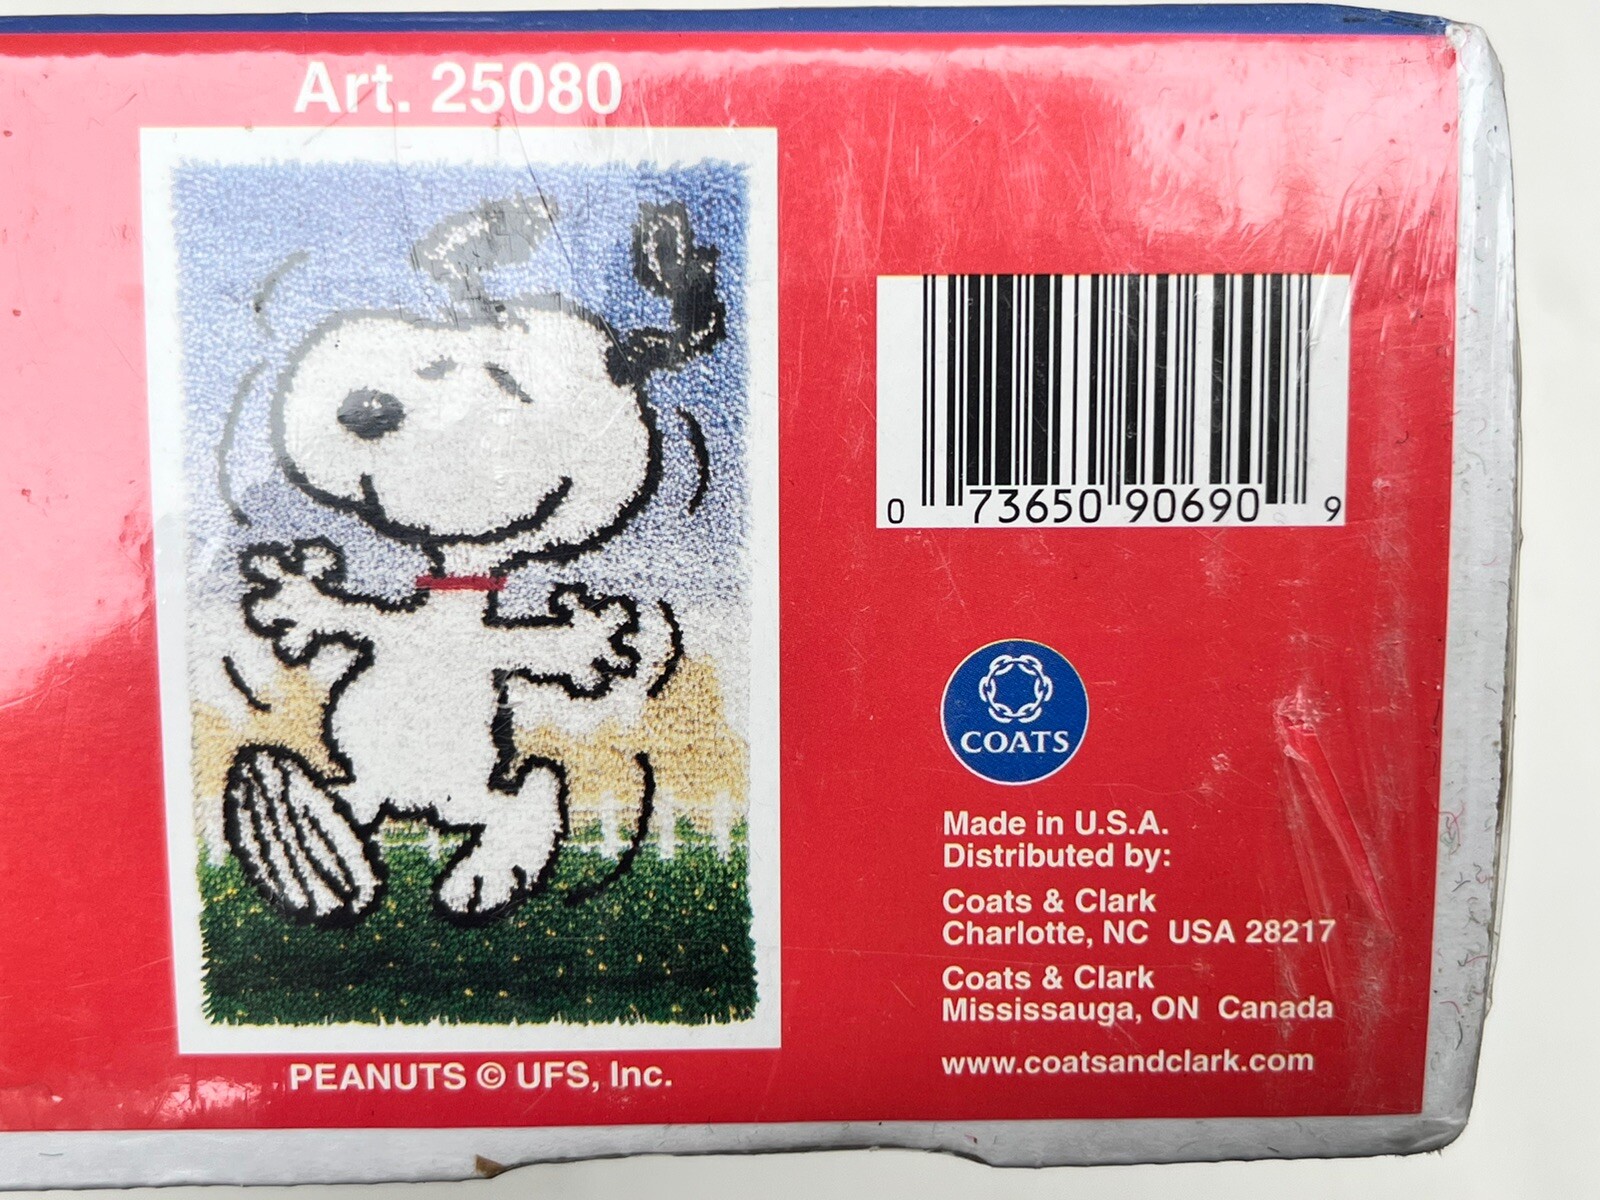 Art. 25080
0 73650 90690 9
COATS
Made in U.S.A.
Distributed by:
Coats & Clark
Charlotte, NC USA 28217
Coats & Clark
Mississauga, ON Canada
www.coatsandclark.com
PEANUTS © UFS, Inc.